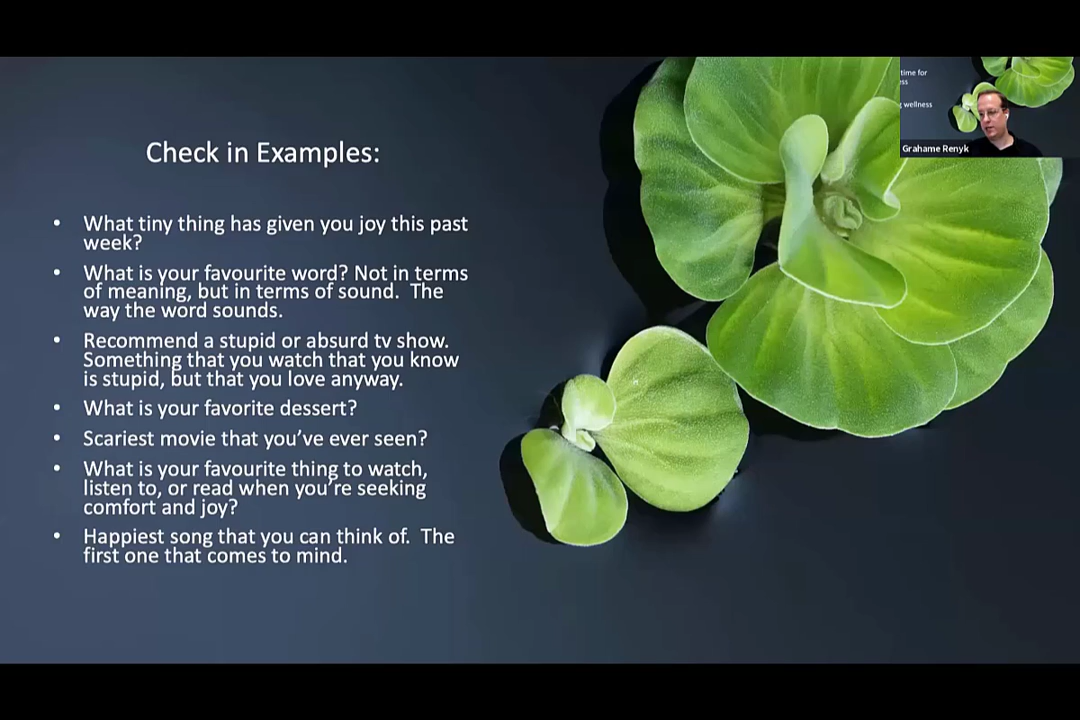 Check in Examples:
• What tiny thing has given you joy this past
week?
• What is your favourite word? Not in terms
of meaning, but in terms of sound.  The
way the word sounds.
• Recommend a stupid or absurd tv show.
Something that you watch that you know
is stupid, but that you love anyway.
• What is your favorite dessert?
• Scariest movie that you’ve ever seen?
• What is your favourite thing to watch,
listen to, or read when you’re seeking
comfort and joy?
• Happiest song that you can think of.  The
first one that comes to mind.
time for
wellness
Grahame Renyk